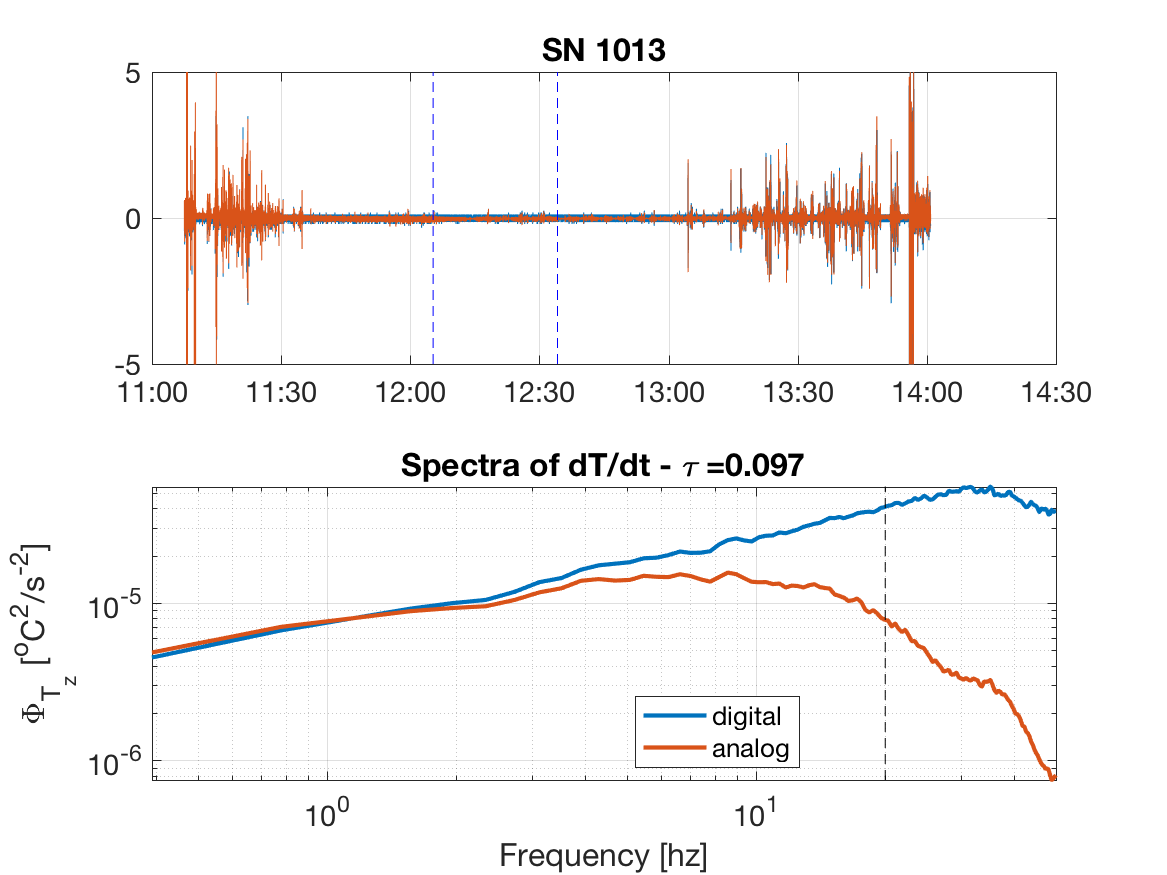 SN 1013
5
0
-5
11:00 11:30 12:00 12:30 13:00 13:30 14:00 14:30
Spectra of dT/dt - τ =0.097
Φ_{T_z} [°C²/s⁻²]
10⁻⁵
10⁻⁶
digital
analog
10⁰ 10¹
Frequency [hz]